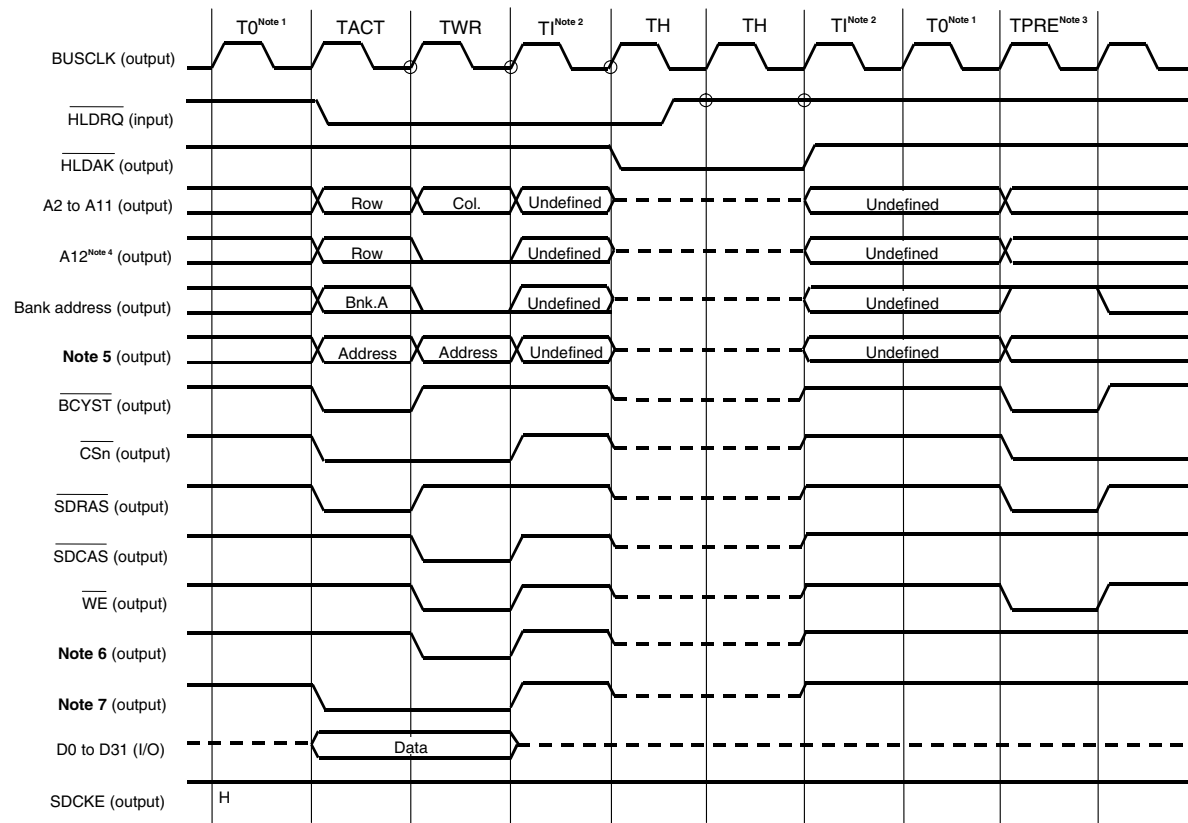 T0Note 1 TACT TWR TINote 2 TH TH TINote 2 T0Note 1 TPRENote 3
BUSCLK (output)
HLDRQ (input)
HLDAK (output)
A2 to A11 (output) Row Col. Undefined Undefined
A12Note 4 (output) Row Undefined Undefined
Bank address (output) Bnk.A Undefined Undefined
Note 5 (output) Address Address Undefined Undefined
BCYST (output)
CSn (output)
SDRAS (output)
SDCAS (output)
WE (output)
Note 6 (output)
Note 7 (output)
D0 to D31 (I/O) Data
SDCKE (output) H